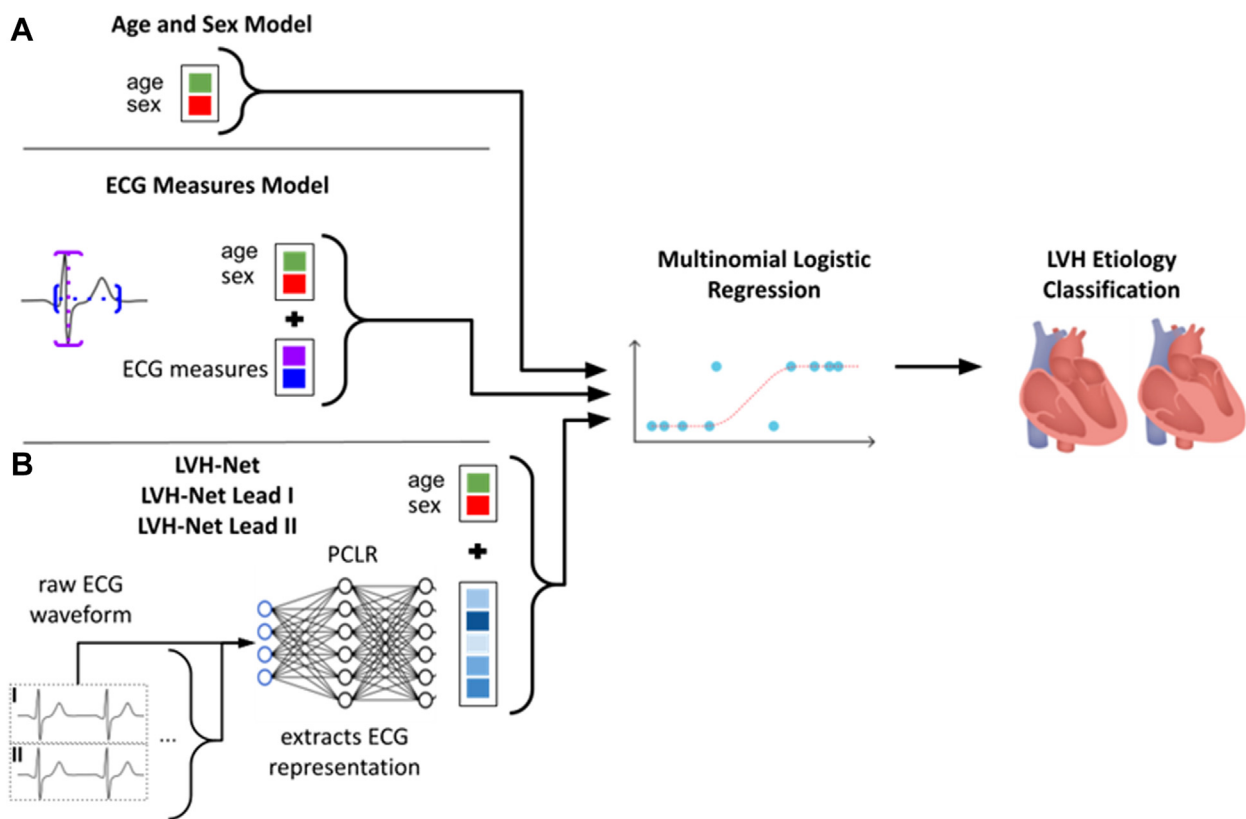 A
Age and Sex Model
age
sex
ECG Measures Model
age
sex
ECG measures
B
LVH-Net
LVH-Net Lead I
LVH-Net Lead II
age
sex
PCLR
raw ECG
waveform
I
II
...
extracts ECG
representation
Multinomial Logistic
Regression
LVH Etiology
Classification